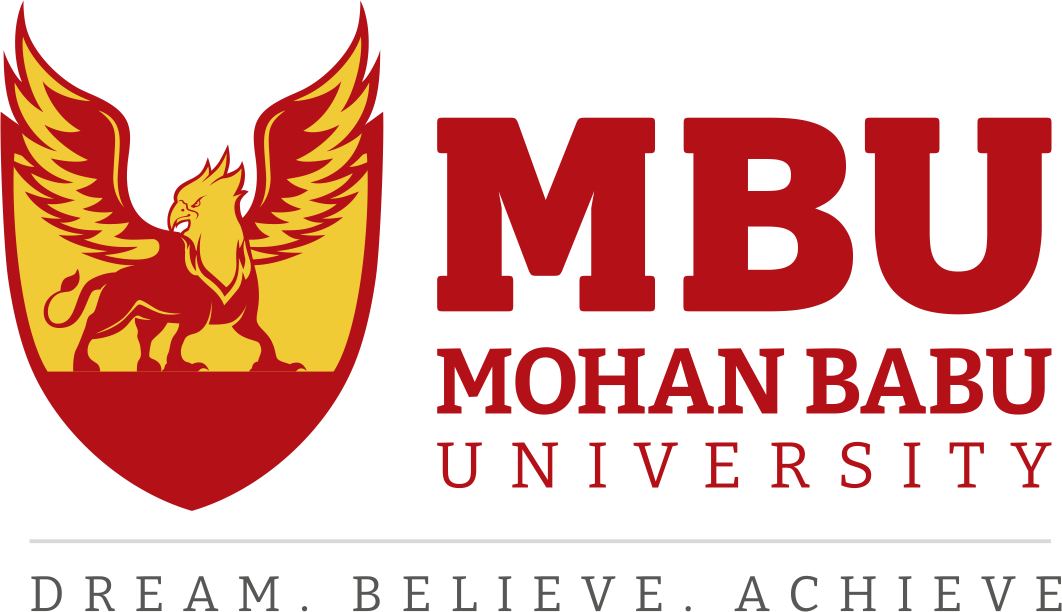 MBU
MOHAN BABU
UNIVERSITY
DREAM. BELIEVE. ACHIEVE